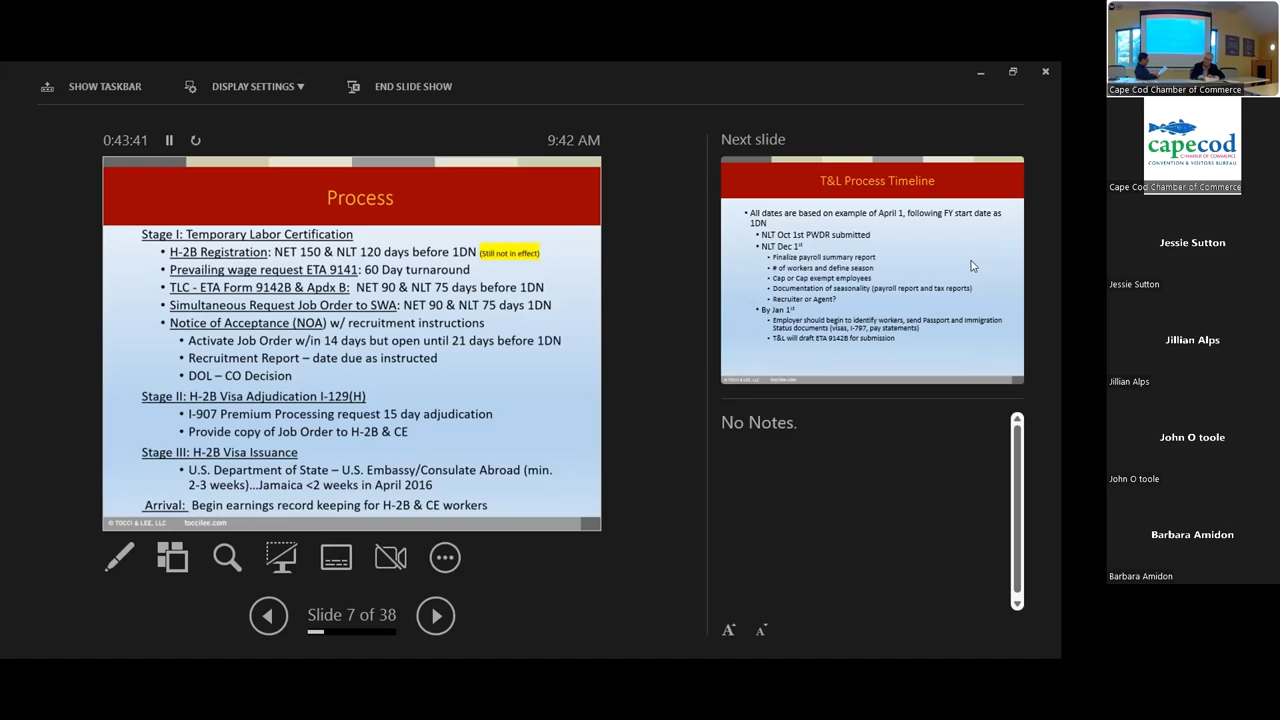 SHOW TASKBAR
DISPLAY SETTINGS ▼
END SLIDE SHOW
0:43:41
9:42 AM
Process
Stage I: Temporary Labor Certification
• H-2B Registration: NET 150 & NLT 120 days before 1DN (Still not in effect)
• Prevailing wage request ETA 9141: 60 Day turnaround
• TLC - ETA Form 9142B & Apdx B: NET 90 & NLT 75 days before 1DN
• Simultaneous Request Job Order to SWA: NET 90 & NLT 75 days 1DN
• Notice of Acceptance (NOA) w/ recruitment instructions
• Activate Job Order w/in 14 days but open until 21 days before 1DN
• Recruitment Report – date due as instructed
• DOL – CO Decision
Stage II: H-2B Visa Adjudication I-129(H)
• I-907 Premium Processing request 15 day adjudication
• Provide copy of Job Order to H-2B & CE
Stage III: H-2B Visa Issuance
• U.S. Department of State – U.S. Embassy/Consulate Abroad (min.
2-3 weeks)...Jamaica <2 weeks in April 2016
Arrival: Begin earnings record keeping for H-2B & CE workers
© TOCCI & LEE, LLC toccilee.com
Slide 7 of 38
Next slide
T&L Process Timeline
• All dates are based on example of April 1, following FY start date as
1DN
• NLT Oct 1st PWDR submitted
• NLT Dec 1st
• Finalize payroll summary report
• # of workers and define season
• Cap or Cap exempt employees
• Documentation of seasonality (payroll report and tax reports)
• Recruiter or Agent?
• By Jan 1st
• Employer should begin to identify workers, send Passport and Immigration
Status documents (visas, I-797, pay statements)
• T&L will draft ETA 9142B for submission
© TOCCI & LEE, LLC toccilee.com
No Notes.
A A
Cape Cod Chamber of Commerce
capecod
CHAMBER OF COMMERCE
CONVENTION & VISITORS BUREAU
Cape Cod Chamber of Commerce
Jessie Sutton
Jessie Sutton
Jillian Alps
Jillian Alps
John O toole
John O toole
Barbara Amidon
Barbara Amidon